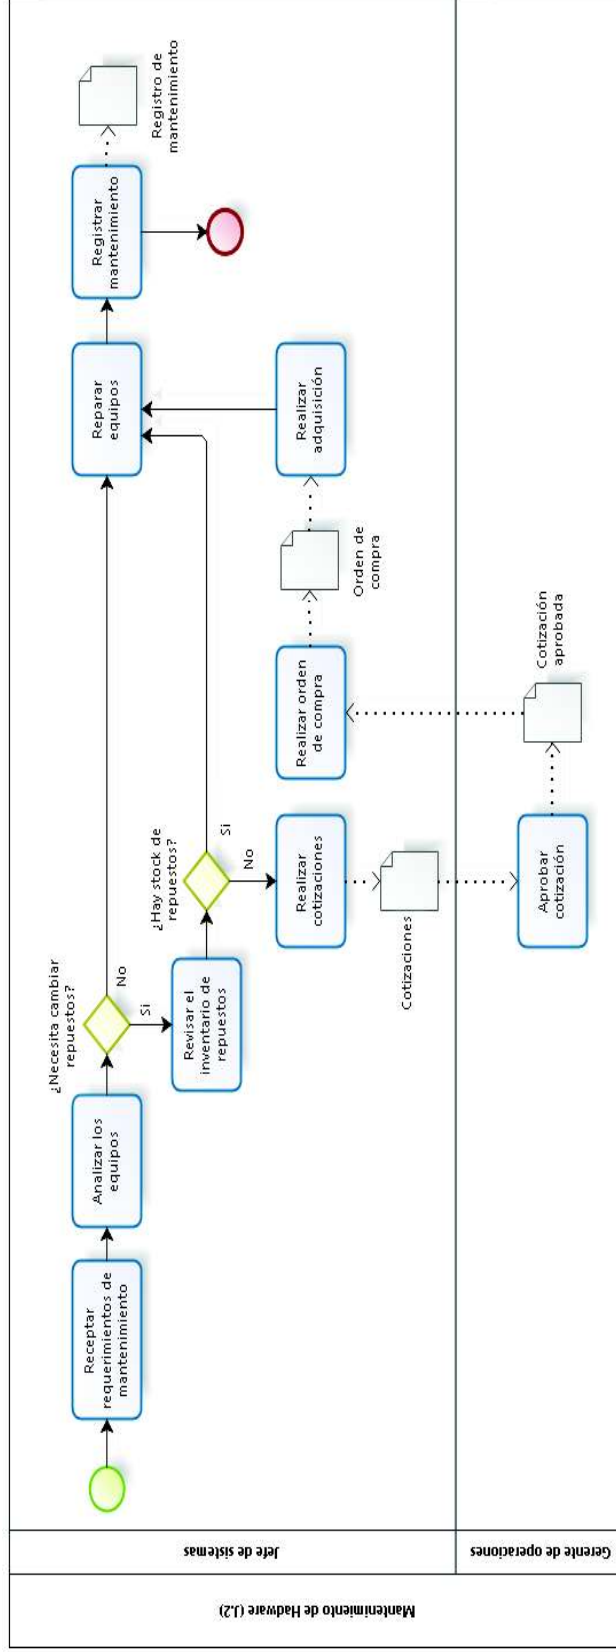 Mantenimiento de Hadware (J.2)
Jefe de sistemas
Gerente de operaciones
Receptar
requerimientos de
mantenimiento
Analizar los
equipos
¿Necesita cambiar
repuestos?
No
Si
Revisar el
inventario de
repuestos
¿Hay stock de
repuestos?
Si
No
Realizar
cotizaciones
Cotizaciones
Aprobar
cotización
Cotización
aprobada
Realizar orden
de compra
Orden de
compra
Realizar
adquisición
Reparar
equipos
Registrar
mantenimiento
Registro de
mantenimiento